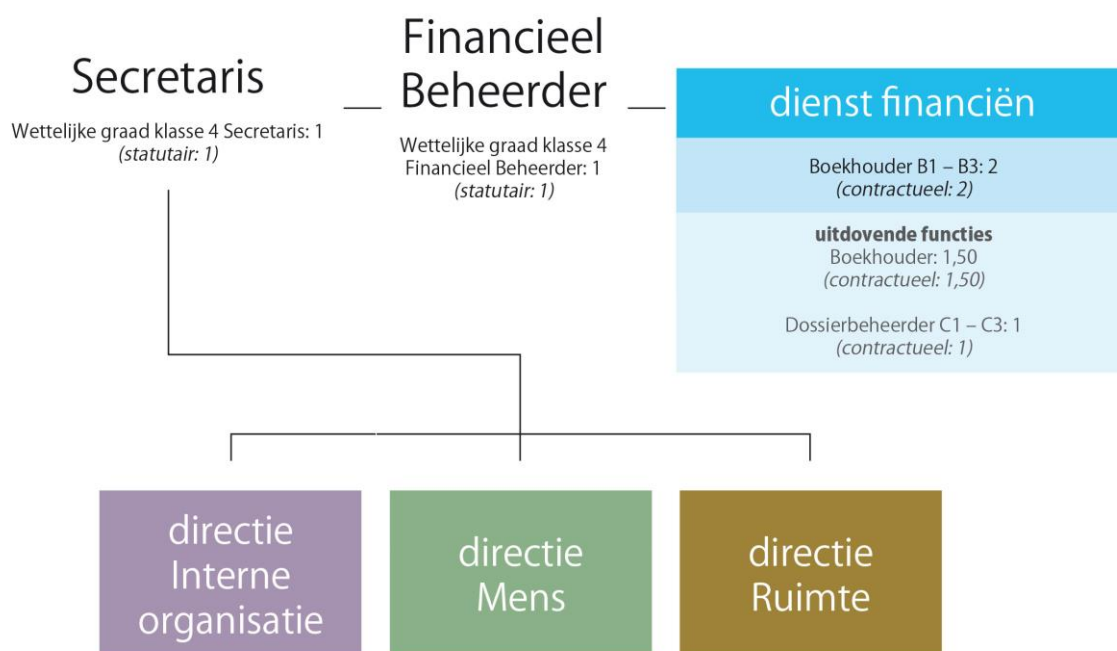 Secretaris
Wettelijke graad klasse 4 Secretaris: 1
(statutair: 1)
Financieel
Beheerder
Wettelijke graad klasse 4
Financieel Beheerder: 1
(statutair: 1)
dienst financiën
Boekhouder B1 – B3: 2
(contractueel: 2)
uitdovende functies
Boekhouder: 1,50
(contractueel: 1,50)
Dossierbeheerder C1 – C3: 1
(contractueel: 1)
directie
Interne
organisatie
directie
Mens
directie
Ruimte